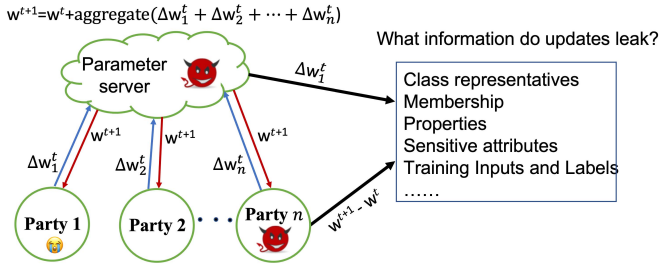 w^{t+1}=w^t+aggregate(Δw_1^t + Δw_2^t + ⋯ + Δw_n^t)
What information do updates leak?
Parameter
server
Δw_1^t
Class representatives
Membership
Properties
Sensitive attributes
Training Inputs and Labels
......
Δw_1^t
w^{t+1}
Δw_2^t
w^{t+1}
Δw_n^t
w^{t+1}
Party 1
Party 2
· · ·
Party n
w^{t+1} - w^t